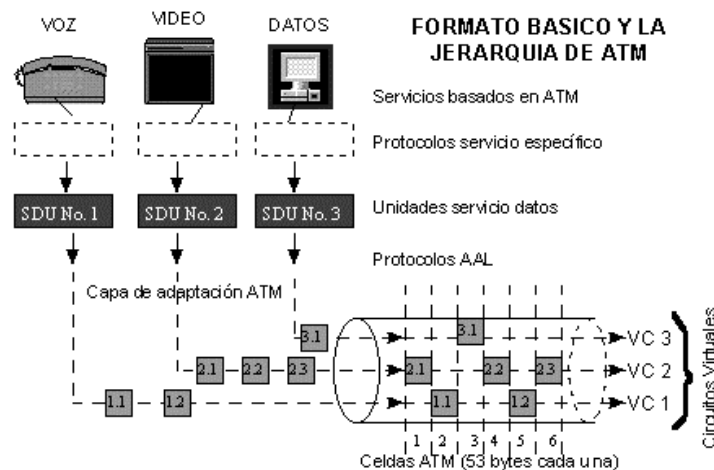 VOZ
VIDEO
DATOS
FORMATO BASICO Y LA
JERARQUIA DE ATM
Servicios basados en ATM
Protocolos servicio específico
SDU No. 1
SDU No. 2
SDU No. 3
Unidades servicio datos
Protocolos AAL
Capa de adaptación ATM
3.1
3.1
VC 3
2.1
2.2
2.3
2.1
2.2
2.3
VC 2
1.1
1.2
1.1
1.2
VC 1
Circuitos Virtuales
1 2 3 4 5 6
Celdas ATM (53 bytes cada una)